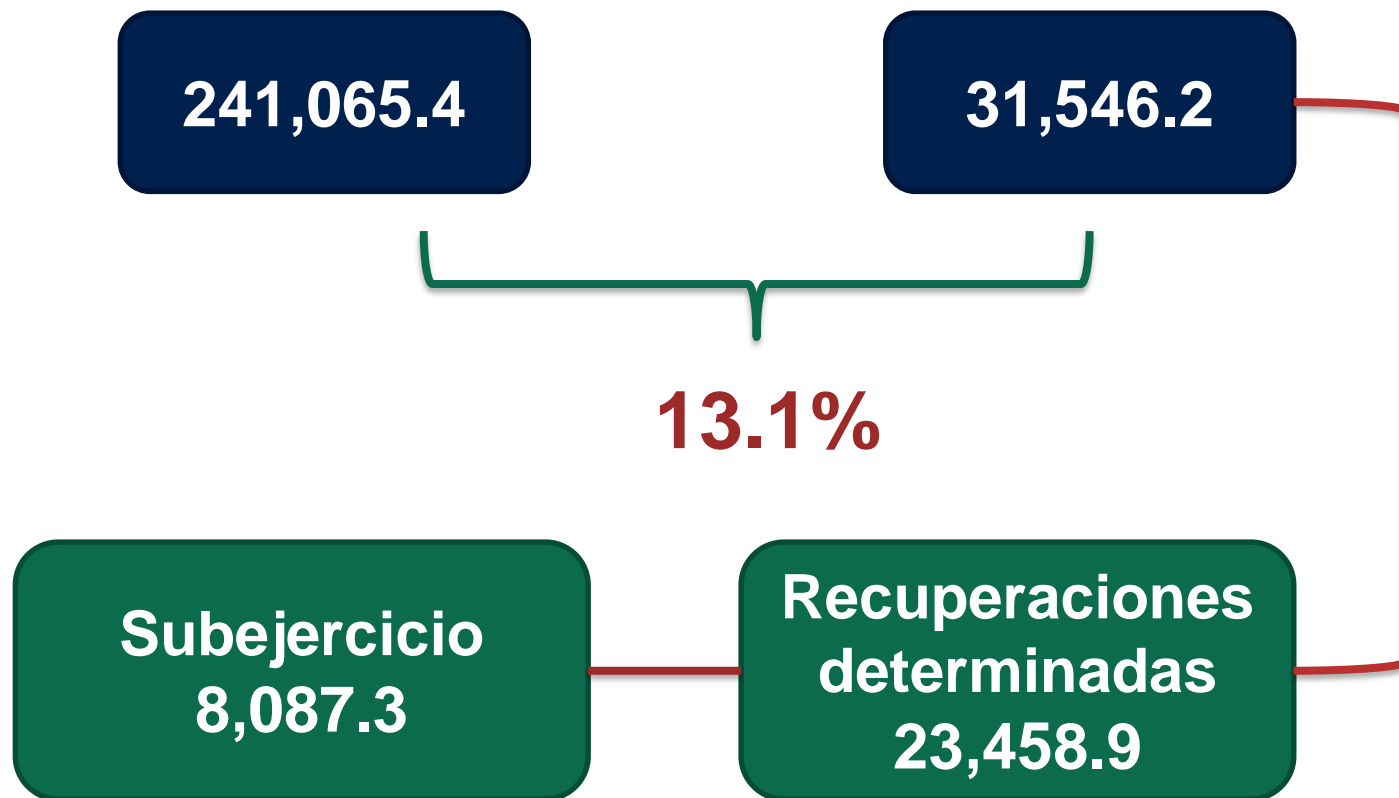 241,065.4
31,546.2
13.1%
Subejercicio
8,087.3
Recuperaciones
determinadas
23,458.9